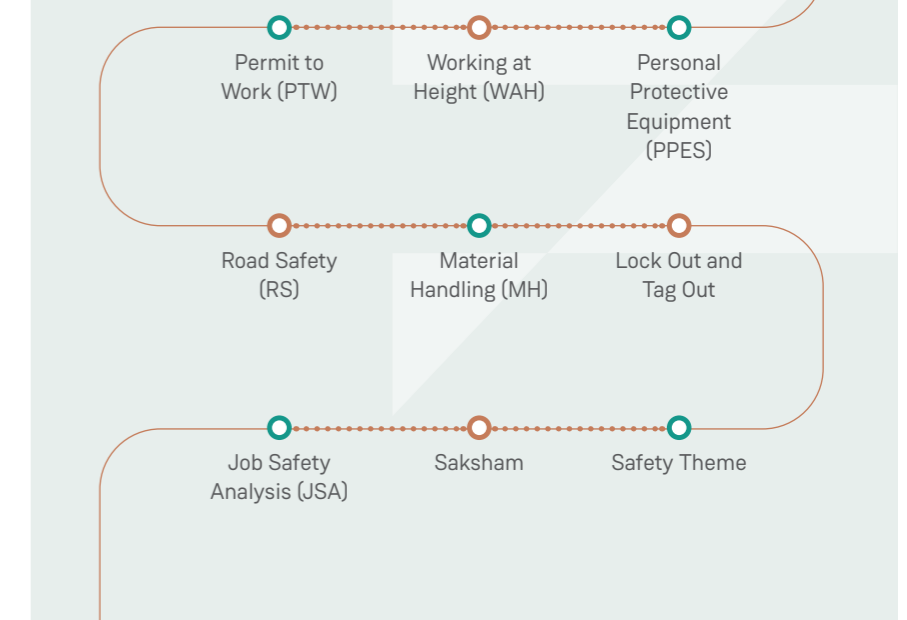 Permit to
Work (PTW)
Working at
Height (WAH)
Personal
Protective
Equipment
(PPES)
Road Safety
(RS)
Material
Handling (MH)
Lock Out and
Tag Out
Job Safety
Analysis (JSA)
Saksham
Safety Theme